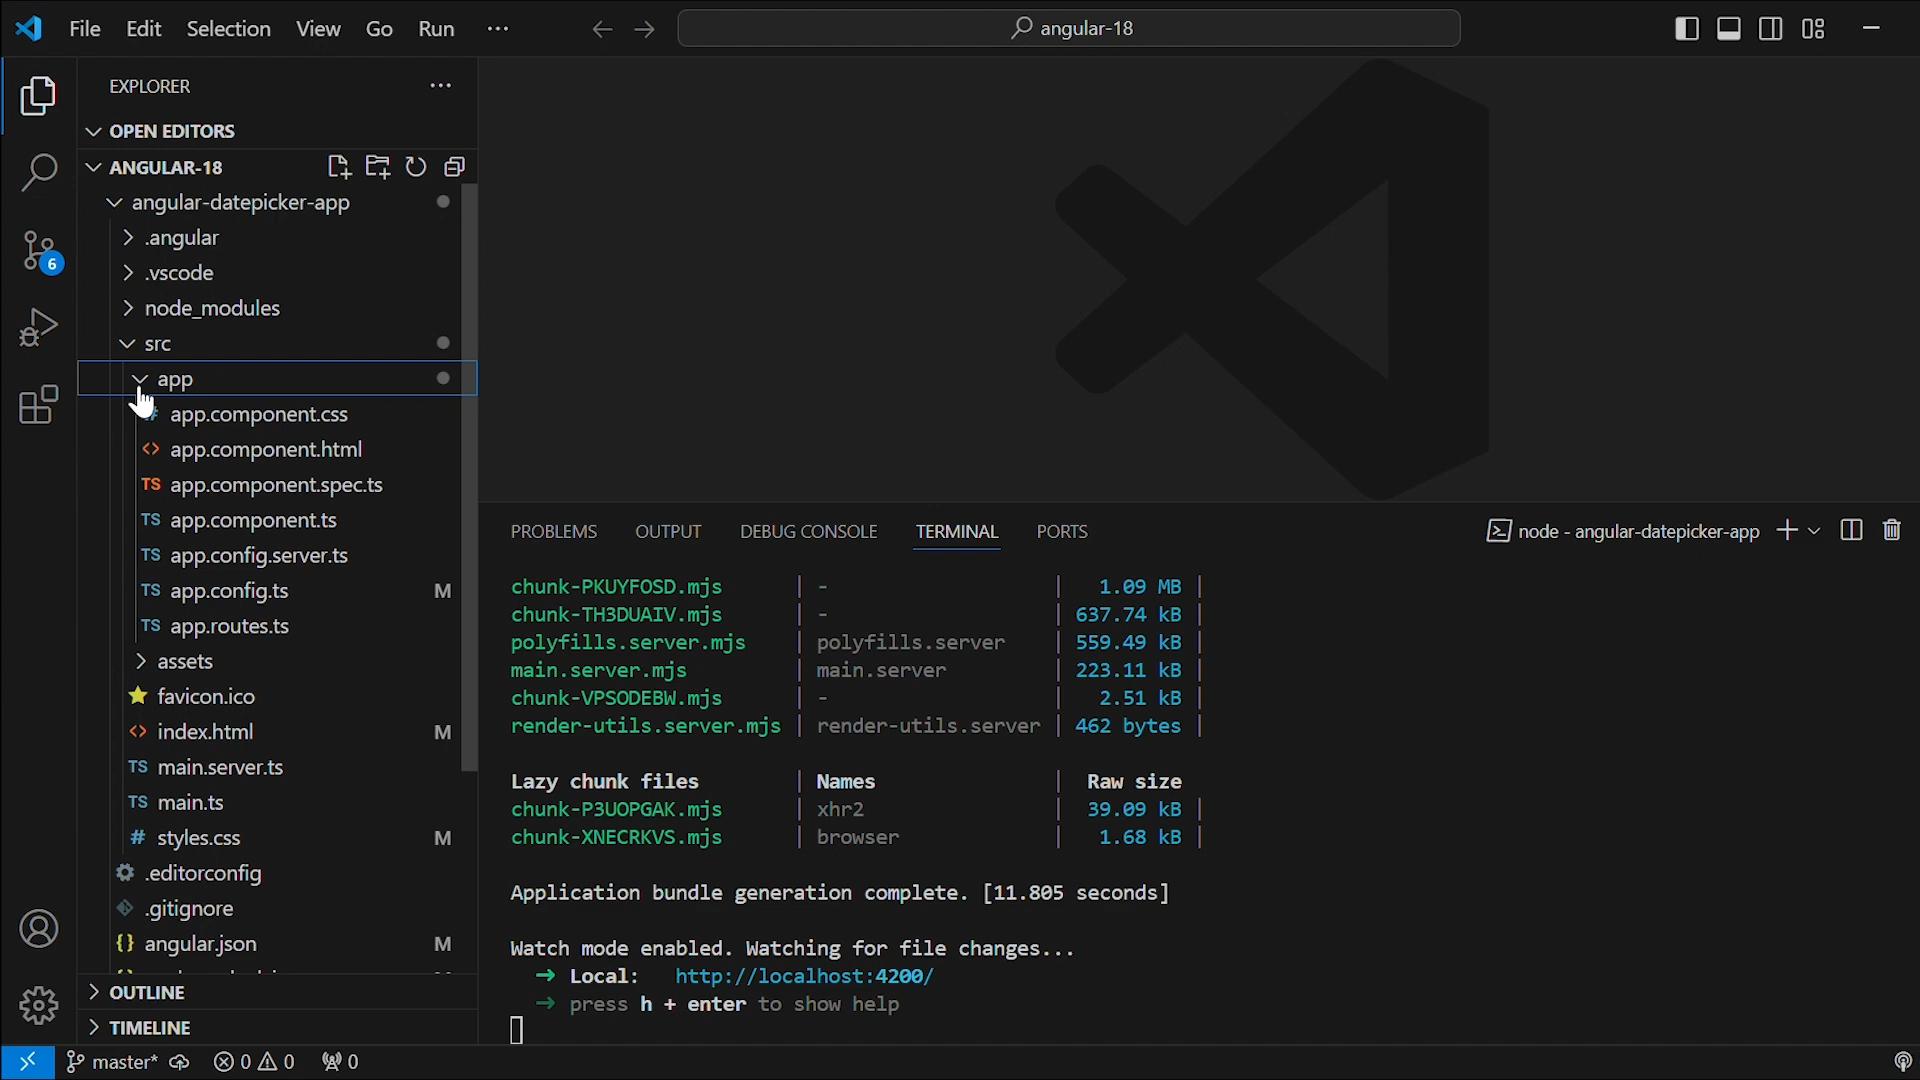 File Edit Selection View Go Run ···
angular-18
EXPLORER ···
OPEN EDITORS
ANGULAR-18
angular-datepicker-app
.angular
.vscode
node_modules
src
app
# app.component.css
<> app.component.html
TS app.component.spec.ts
TS app.component.ts
TS app.config.server.ts
TS app.config.ts M
TS app.routes.ts
assets
favicon.ico
<> index.html M
TS main.server.ts
TS main.ts
# styles.css M
.editorconfig
.gitignore
{} angular.json M
OUTLINE
TIMELINE
6
PROBLEMS OUTPUT DEBUG CONSOLE TERMINAL PORTS
node - angular-datepicker-app
chunk-PKUYFOSD.mjs | - | 1.09 MB |
chunk-TH3DUAIV.mjs | - | 637.74 kB |
polyfills.server.mjs | polyfills.server | 559.49 kB |
main.server.mjs | main.server | 223.11 kB |
chunk-VPSODEBW.mjs | - | 2.51 kB |
render-utils.server.mjs | render-utils.server | 462 bytes |
Lazy chunk files | Names | Raw size
chunk-P3UOPGAK.mjs | xhr2 | 39.09 kB |
chunk-XNECRKVS.mjs | browser | 1.68 kB |
Application bundle generation complete. [11.805 seconds]
Watch mode enabled. Watching for file changes...
➜ Local: http://localhost:4200/
➜ press h + enter to show help
master* 0 0 0